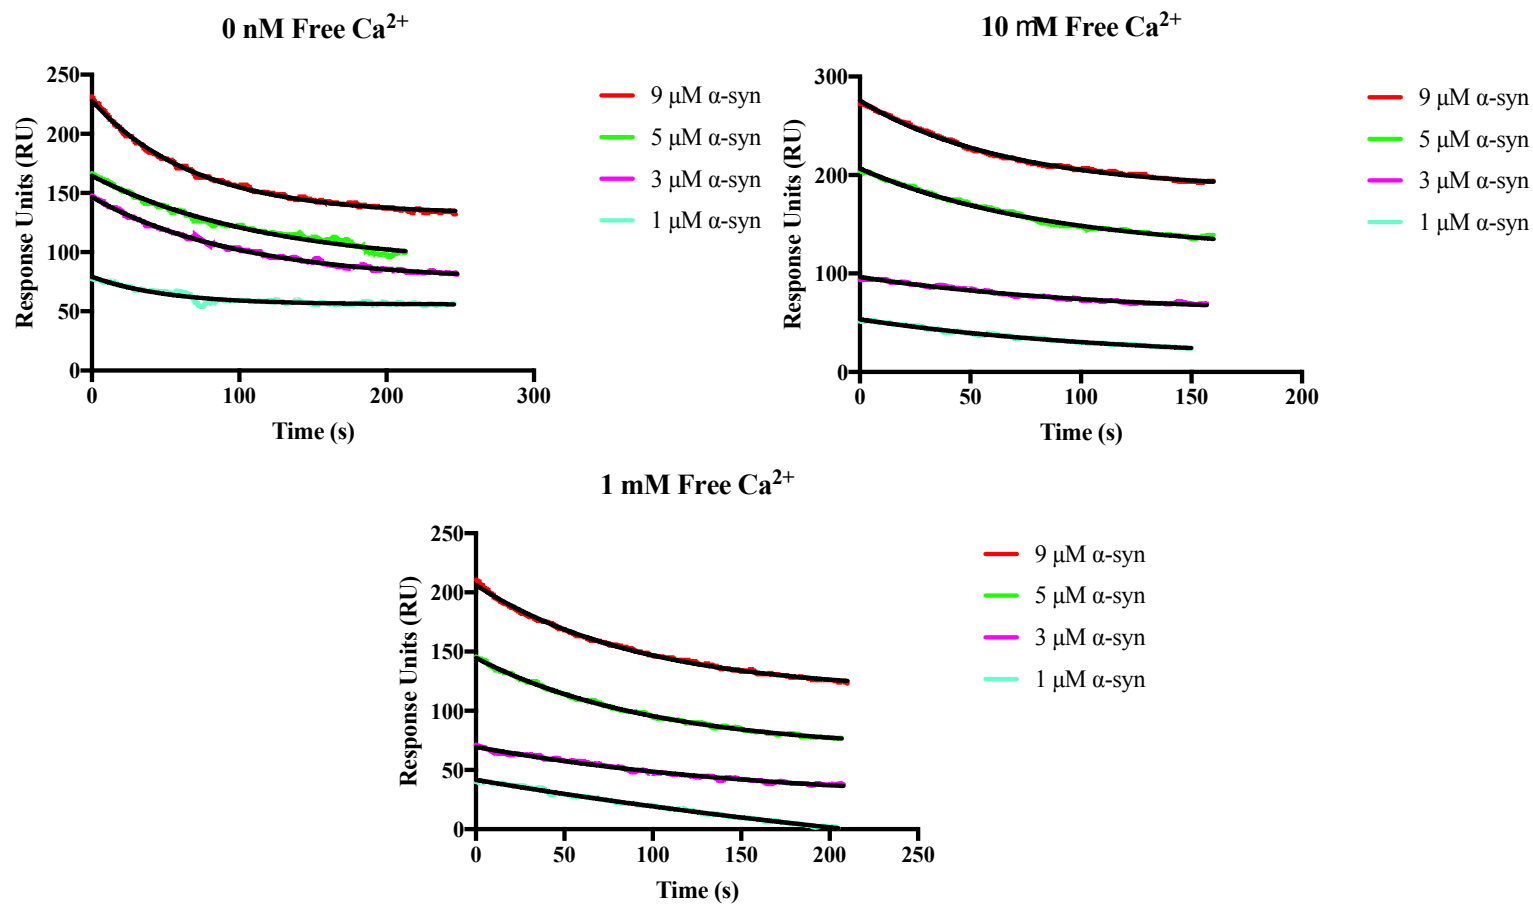 0 nM Free Ca2+
250
200
150
100
50
0
0 100 200 300
Response Units (RU)
Time (s)
9 μM α-syn
5 μM α-syn
3 μM α-syn
1 μM α-syn
10 mM Free Ca2+
300
200
100
0
0 50 100 150 200
Response Units (RU)
Time (s)
9 μM α-syn
5 μM α-syn
3 μM α-syn
1 μM α-syn
1 mM Free Ca2+
250
200
150
100
50
0
0 50 100 150 200 250
Response Units (RU)
Time (s)
9 μM α-syn
5 μM α-syn
3 μM α-syn
1 μM α-syn